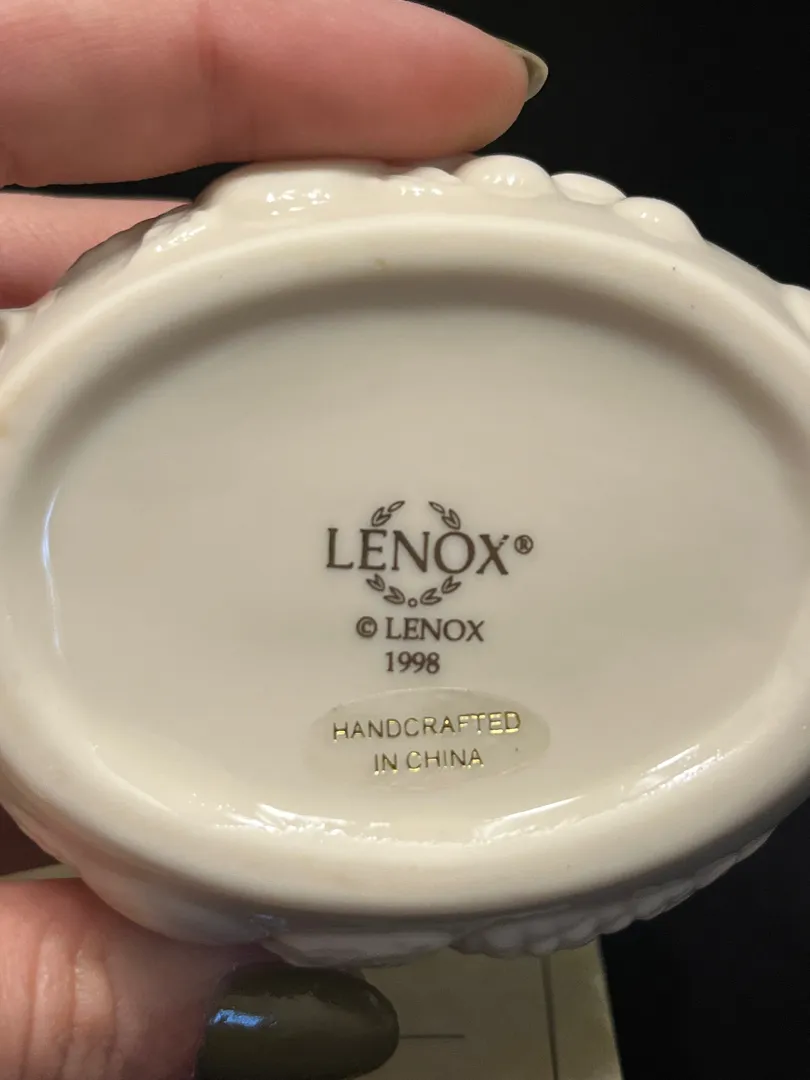 LENOX®
© LENOX
1998
HANDCRAFTED
IN CHINA